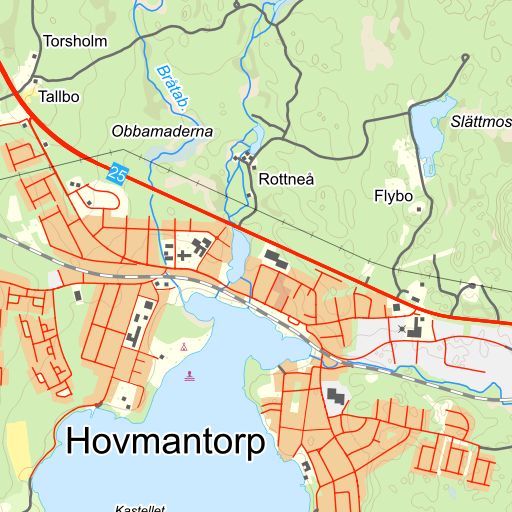 Torsholm
Bråtab.
Tallbo
Obbamaderna
Slättmos
25
Rottneå
Flybo
Hovmantorp
Kastellet